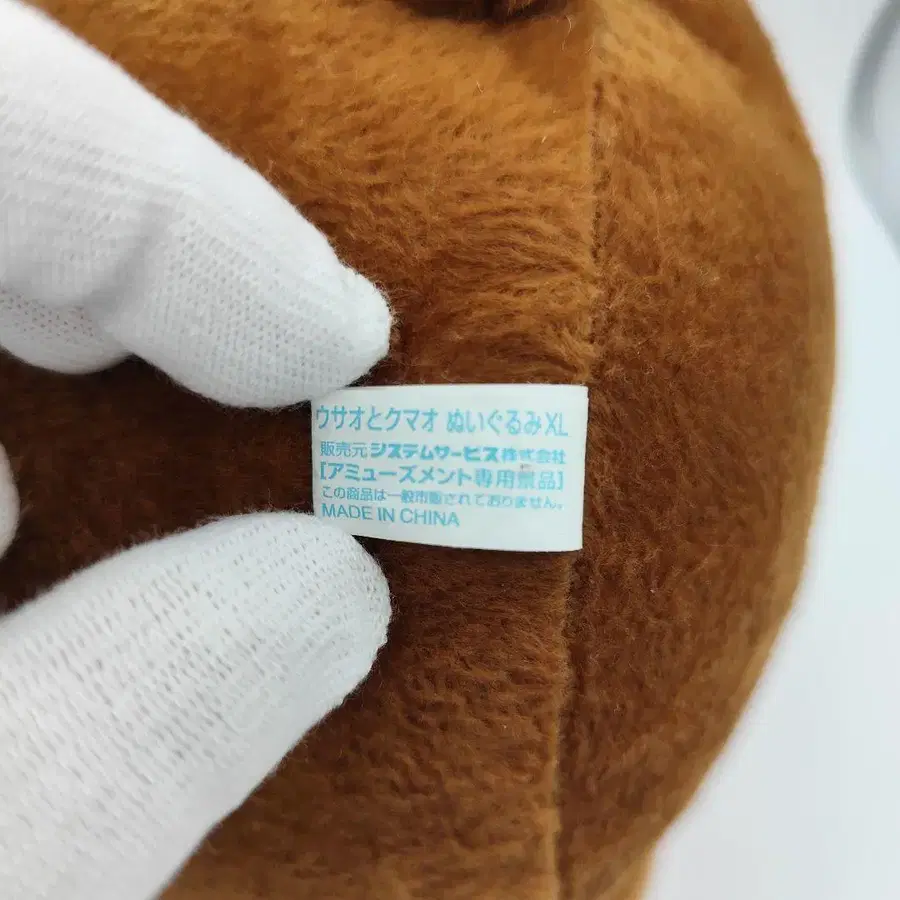 ウサオとクマオ ぬいぐるみXL
販売元 システムサービス株式会社
[アミューズメント専用景品]
この商品は一般市販されておりません。
MADE IN CHINA